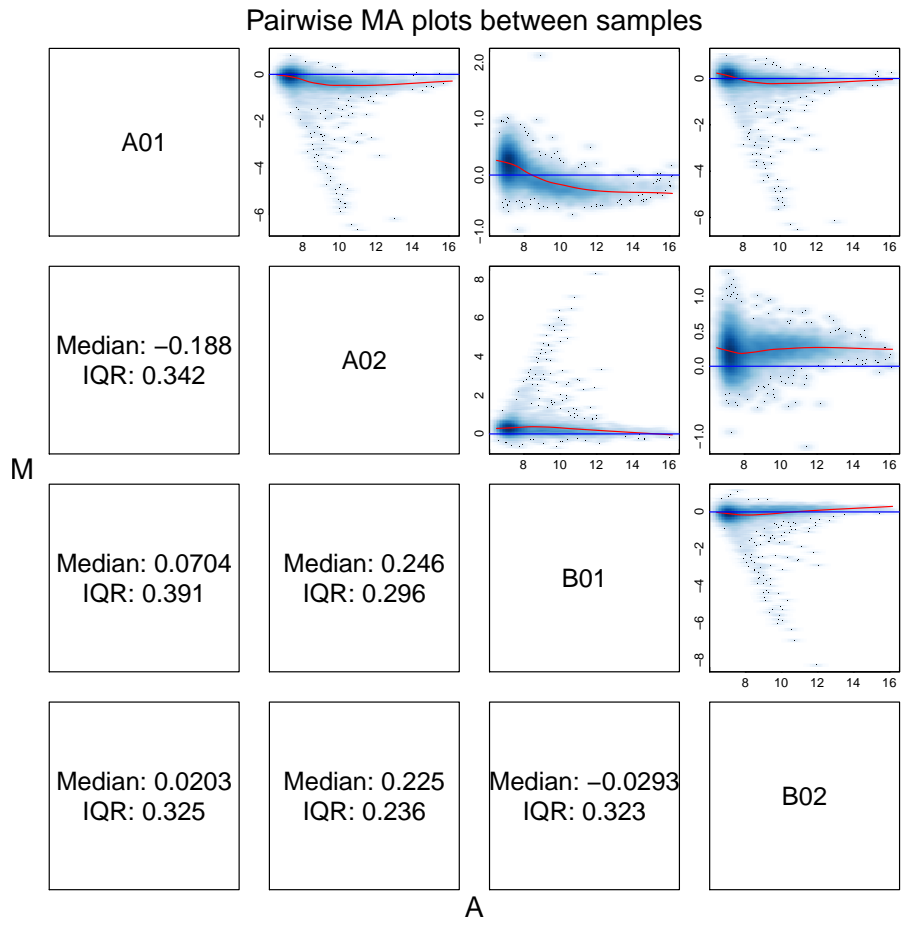 Pairwise MA plots between samples
A01
0
−2
−4
−6
8 10 12 14 16
2.0
1.0
0.0
−1.0
8 10 12 14 16
0
−2
−4
−6
8 10 12 14 16
Median: −0.188
IQR: 0.342
A02
8
6
4
2
0
8 10 12 14 16
1.0
0.5
0.0
−1.0
8 10 12 14 16
M
Median: 0.0704
IQR: 0.391
Median: 0.246
IQR: 0.296
B01
0
−2
−4
−6
−8
8 10 12 14 16
Median: 0.0203
IQR: 0.325
Median: 0.225
IQR: 0.236
Median: −0.0293
IQR: 0.323
B02
A